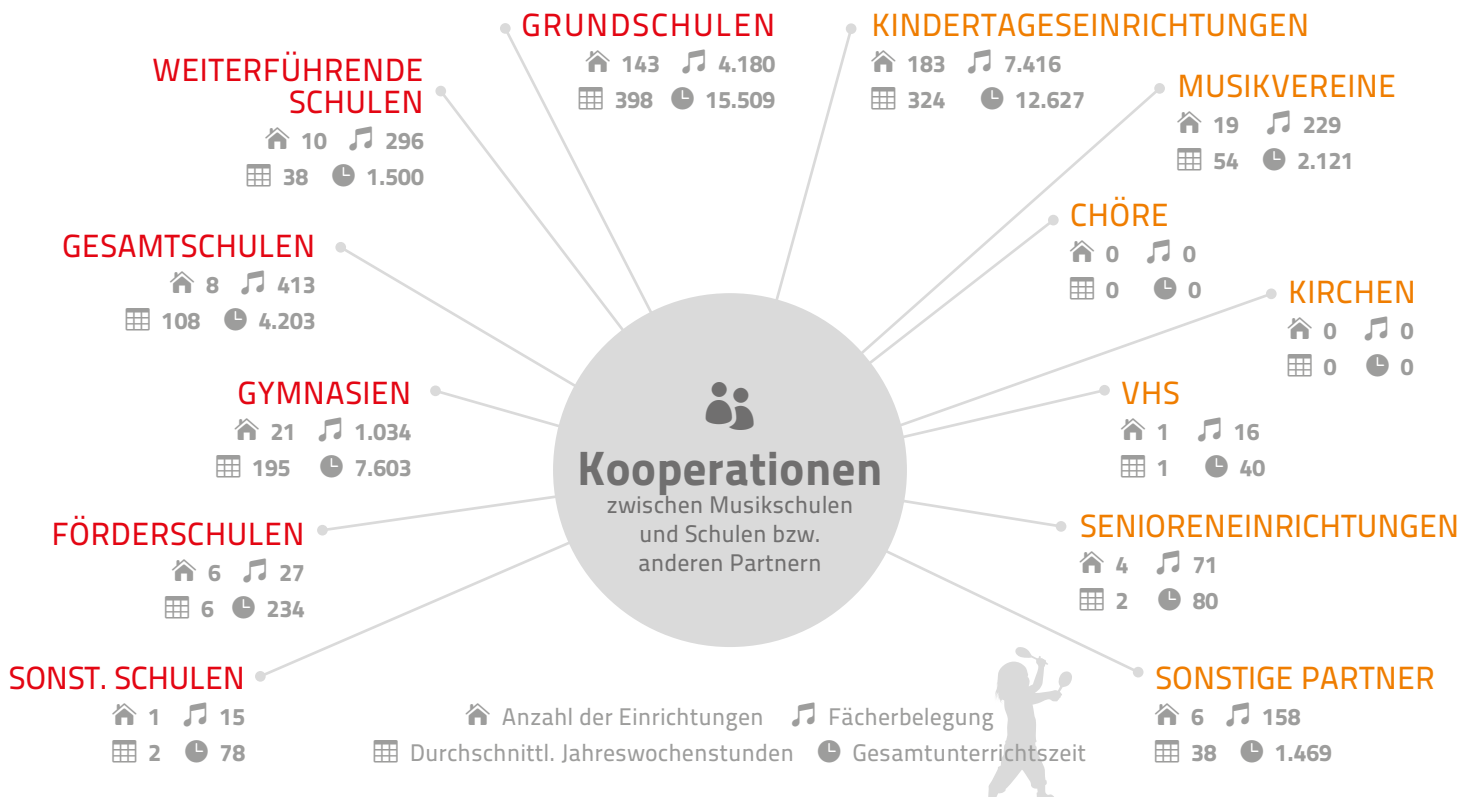 GRUNDSCHULEN
143 4.180
398 15.509
KINDERTAGESEINRICHTUNGEN
183 7.416
324 12.627
WEITERFÜHRENDE
SCHULEN
10 296
38 1.500
MUSIKVEREINE
19 229
54 2.121
GESAMTSCHULEN
8 413
108 4.203
CHÖRE
0 0
0 0
KIRCHEN
0 0
0 0
GYMNASIEN
21 1.034
195 7.603
VHS
1 16
1 40
Kooperationen
zwischen Musikschulen
und Schulen bzw.
anderen Partnern
FÖRDERSCHULEN
6 27
6 234
SENIORENEINRICHTUNGEN
4 71
2 80
SONST. SCHULEN
1 15
2 78
SONSTIGE PARTNER
6 158
38 1.469
Anzahl der Einrichtungen Fächerbelegung
Durchschnittl. Jahreswochenstunden Gesamtunterrichtszeit